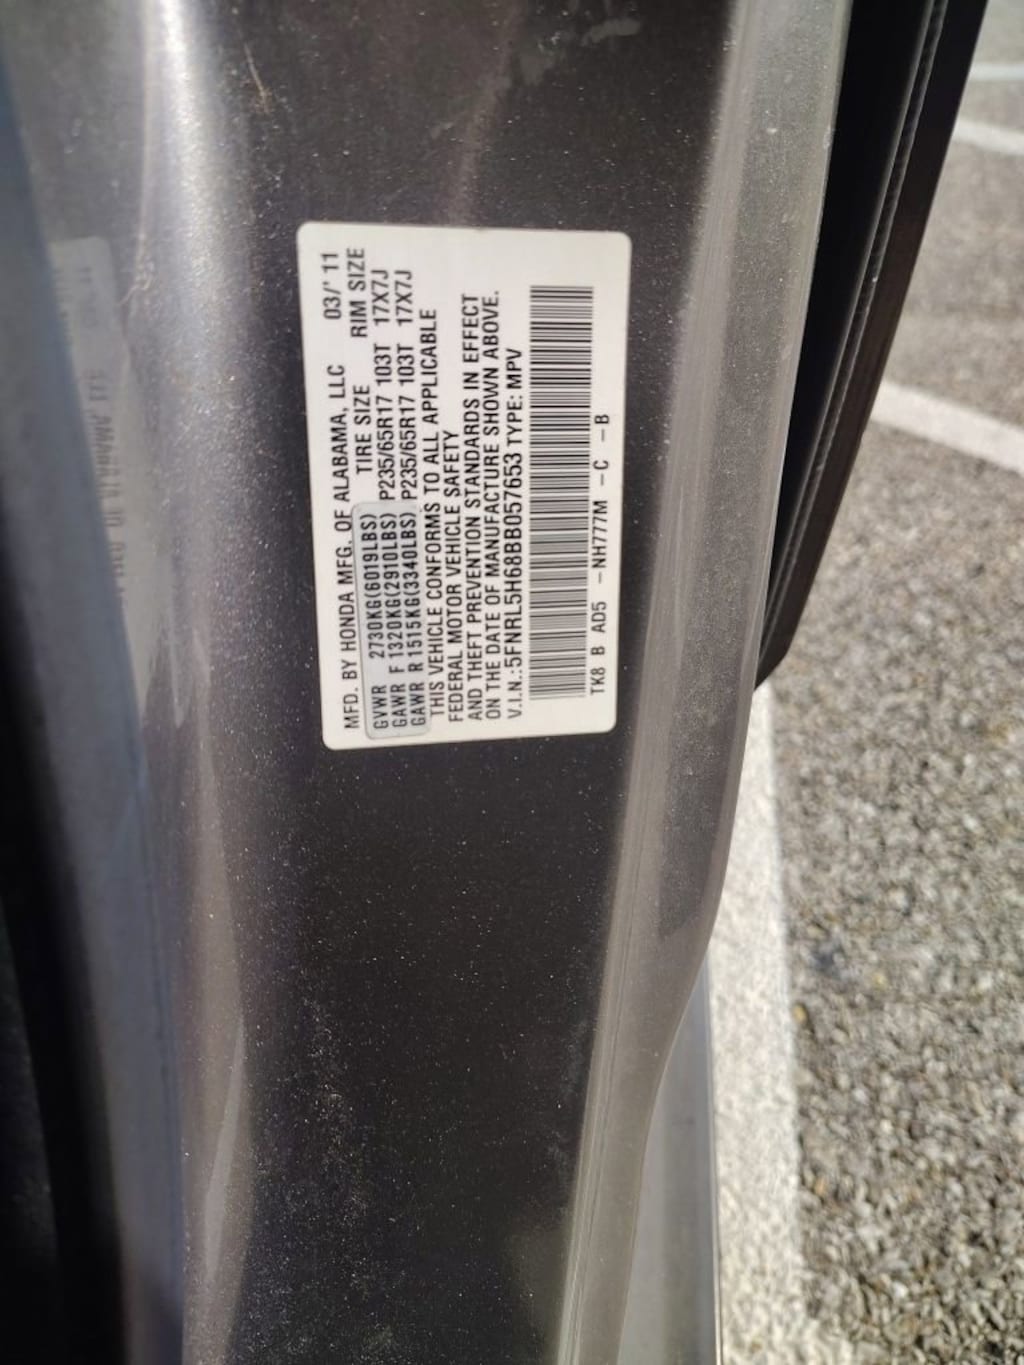 MFD. BY HONDA MFG. OF ALABAMA, LLC 03/' 11
TIRE SIZE RIM SIZE
GVWR 2730KG(6019LBS)
GAWR F 1320KG(2910LBS) P235/65R17 103T 17X7J
GAWR R 1515KG(3340LBS) P235/65R17 103T 17X7J
THIS VEHICLE CONFORMS TO ALL APPLICABLE
FEDERAL MOTOR VEHICLE SAFETY
AND THEFT PREVENTION STANDARDS IN EFFECT
ON THE DATE OF MANUFACTURE SHOWN ABOVE.
V.I.N.:5FNRL5H68BB057653 TYPE: MPV
TK8 B AD5 -NH777M -C -B